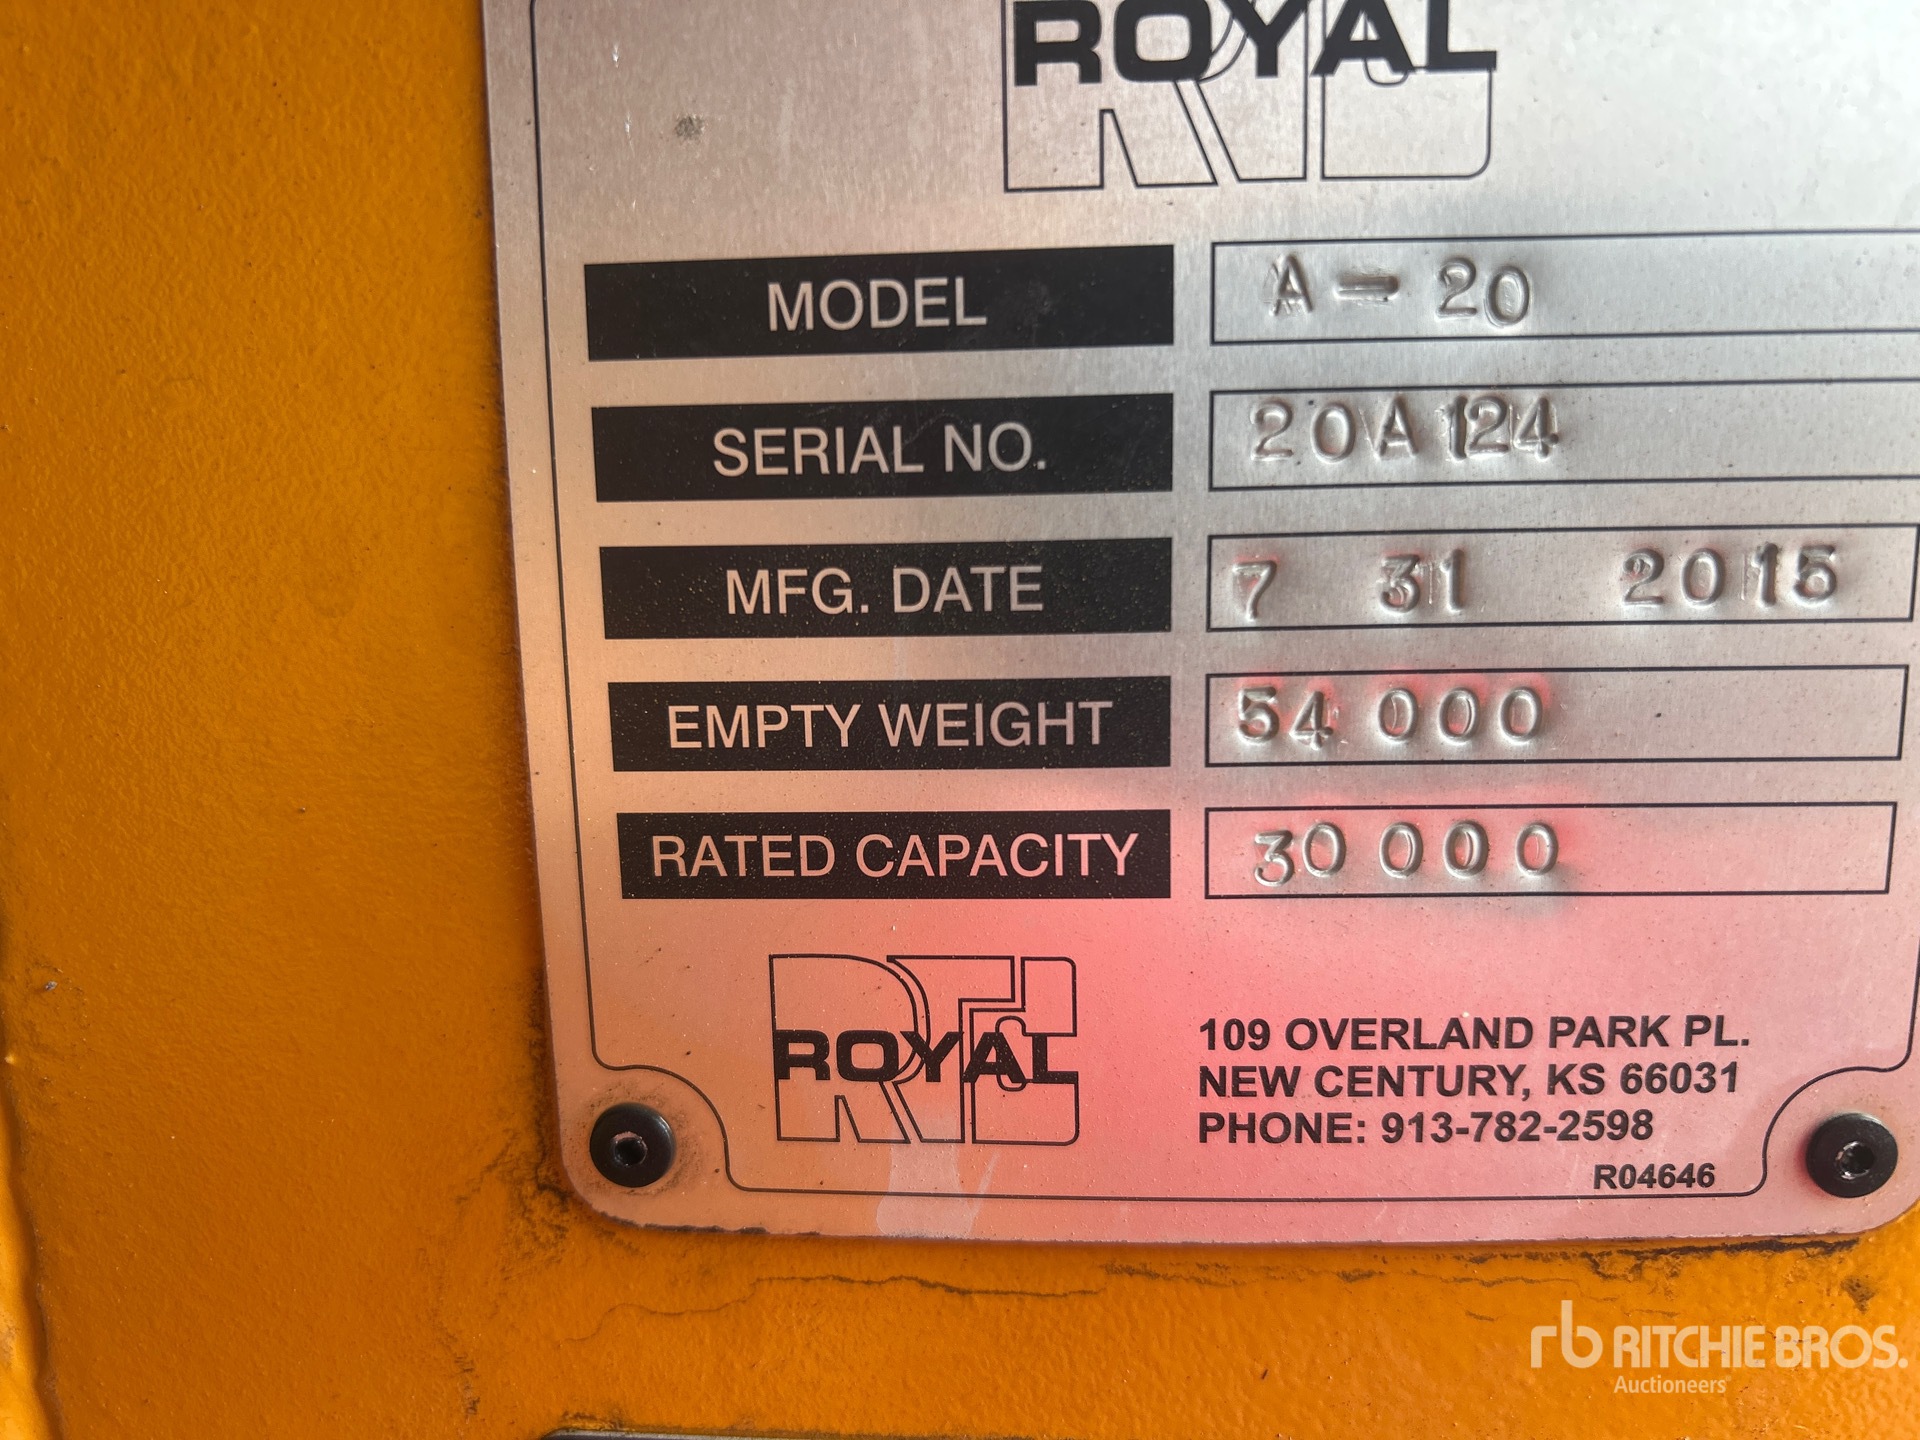 ROYAL
MODEL A-20
SERIAL NO. 20A124
MFG. DATE 7 31 2015
EMPTY WEIGHT 54000
RATED CAPACITY 30000
ROYAL
109 OVERLAND PARK PL.
NEW CENTURY, KS 66031
PHONE: 913-782-2598
R04646
rb RITCHIE BROS.
Auctioneers